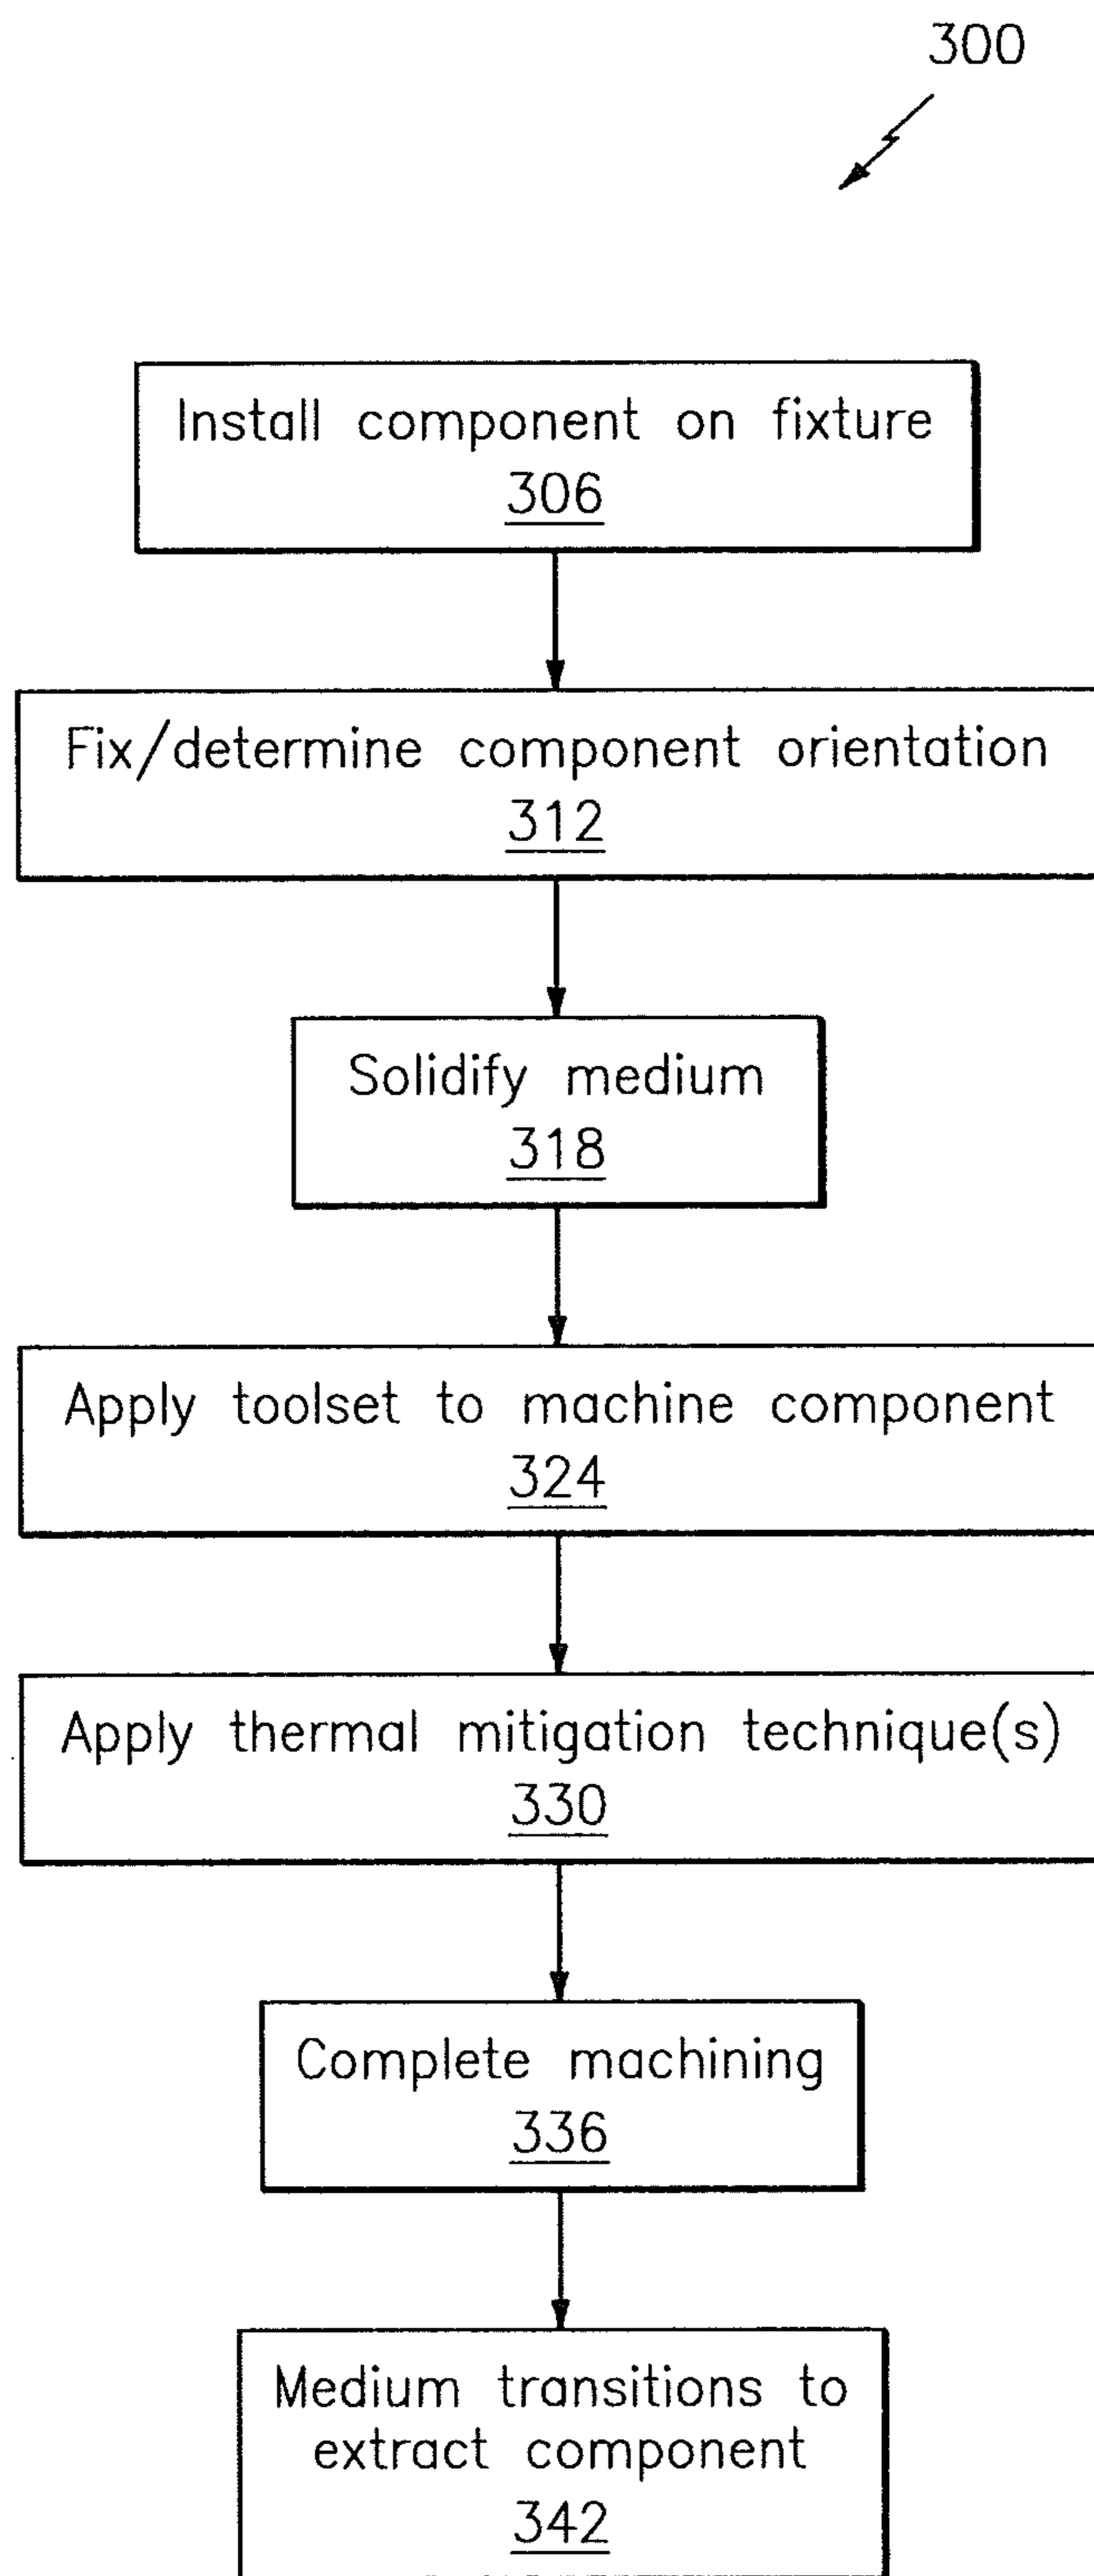 300
Install component on fixture
306
Fix/determine component orientation
312
Solidify medium
318
Apply toolset to machine component
324
Apply thermal mitigation technique(s)
330
Complete machining
336
Medium transitions to
extract component
342